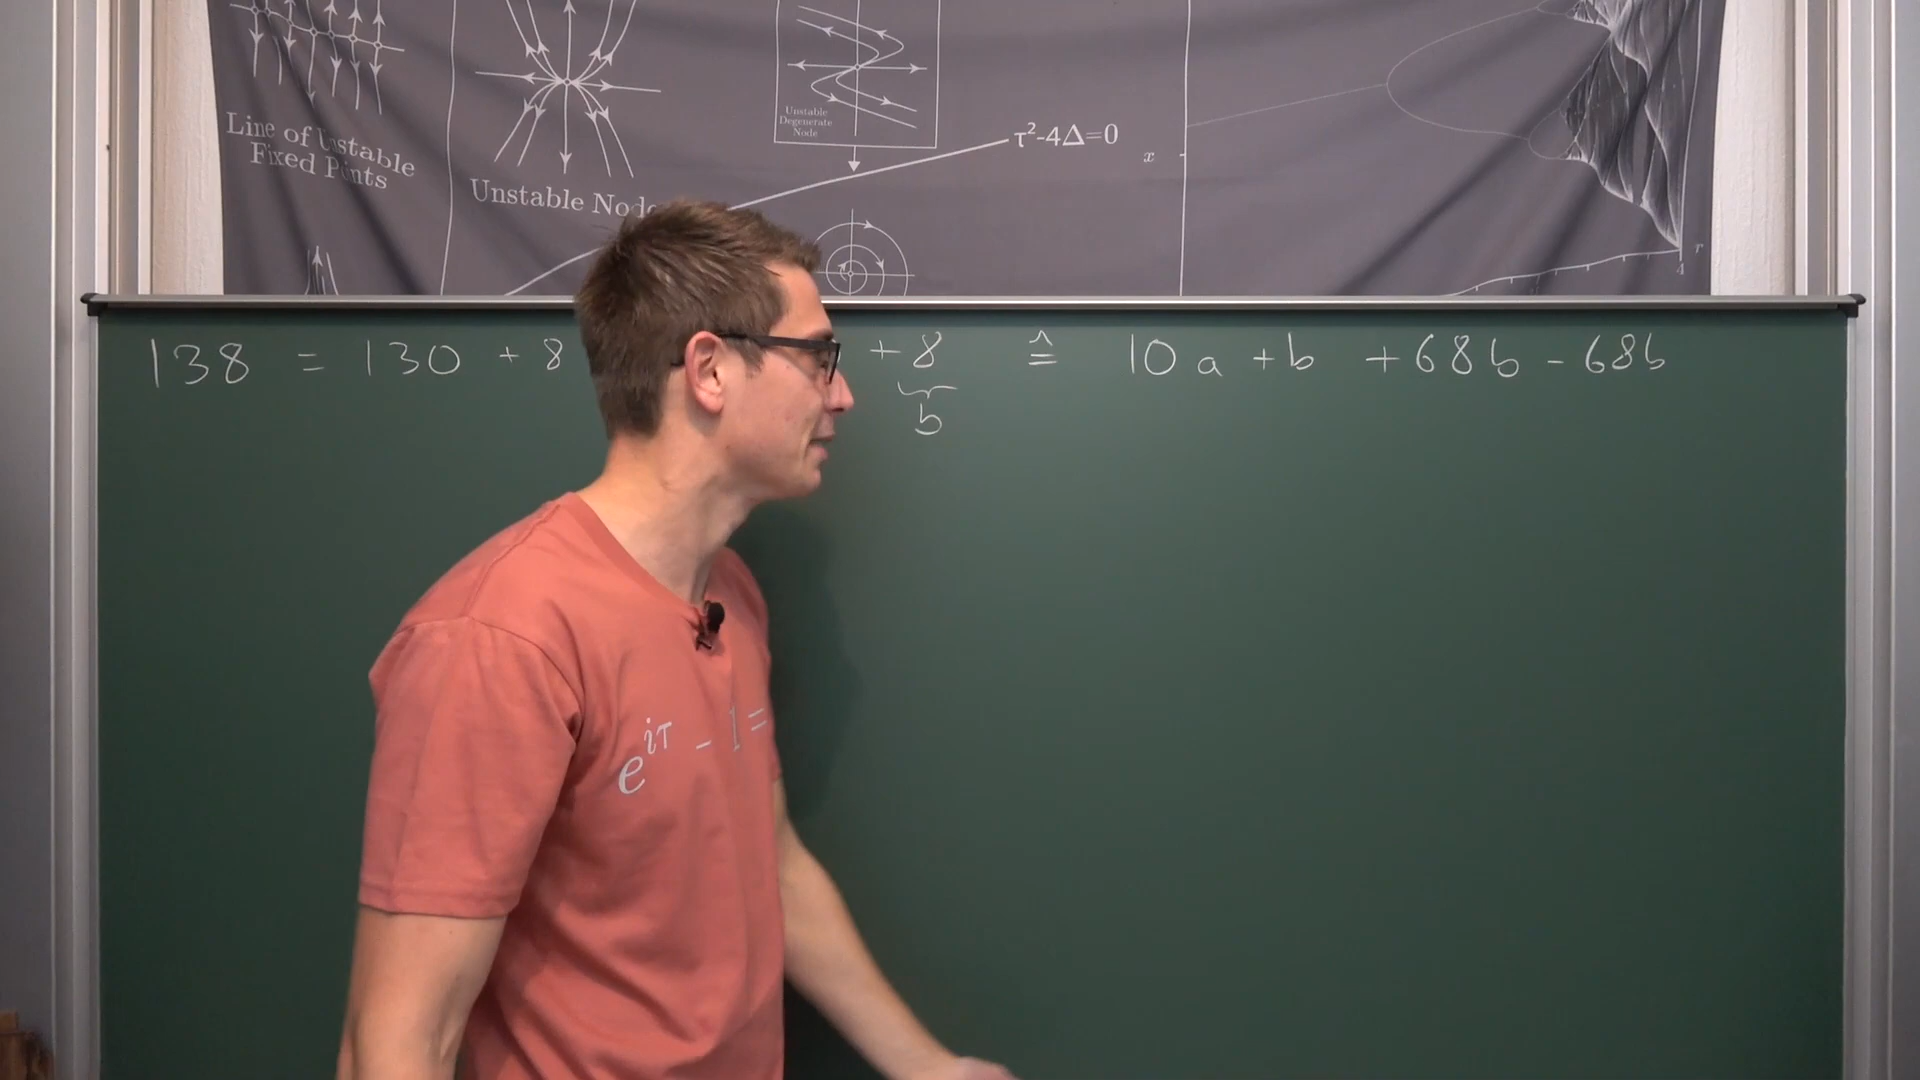 Line of Unstable
Fixed Points
Unstable Node
Unstable
Degenerate
Node
τ²-4Δ=0
x
r
4
138 = 130 + 8
+ 8 ≙ 10a + b + 68b - 68b
b
e^{iτ} - 1 =